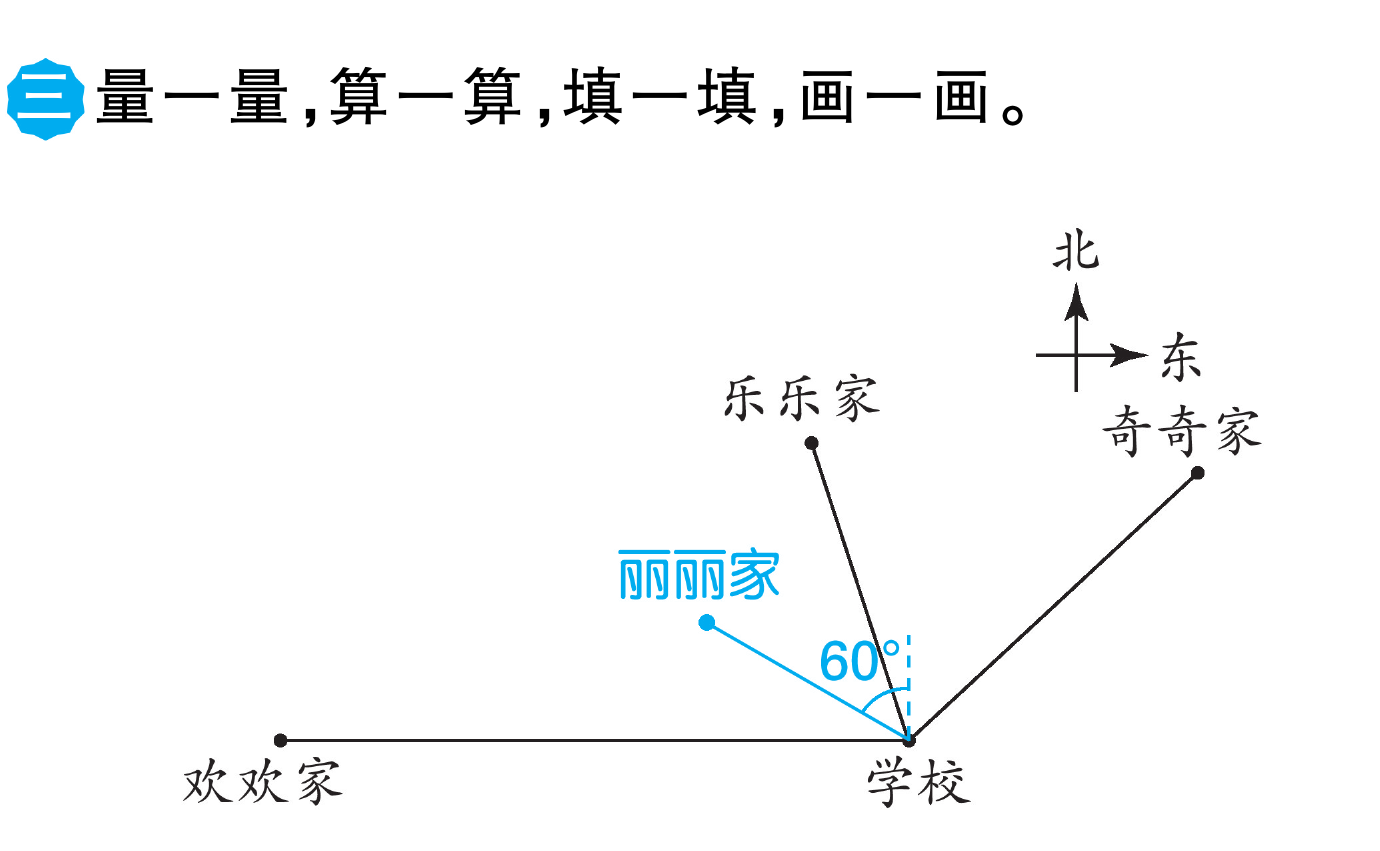 三 量一量,算一算,填一填,画一画。
北
东
乐乐家
奇奇家
丽丽家
60°
欢欢家
学校